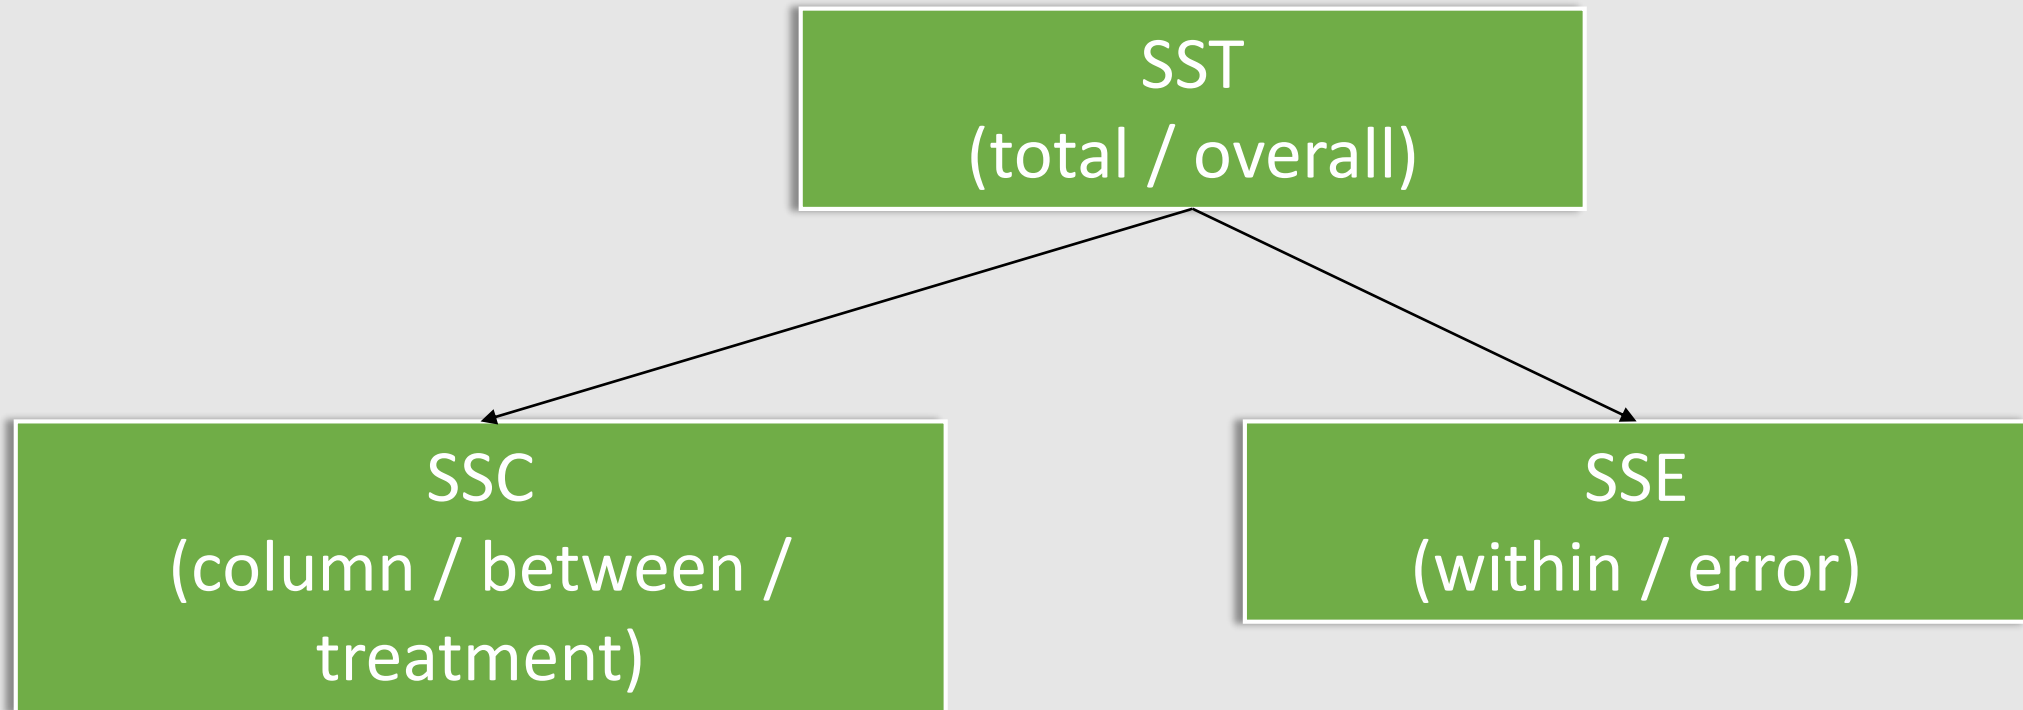 SST
(total / overall)
SSC
(column / between /
treatment)
SSE
(within / error)